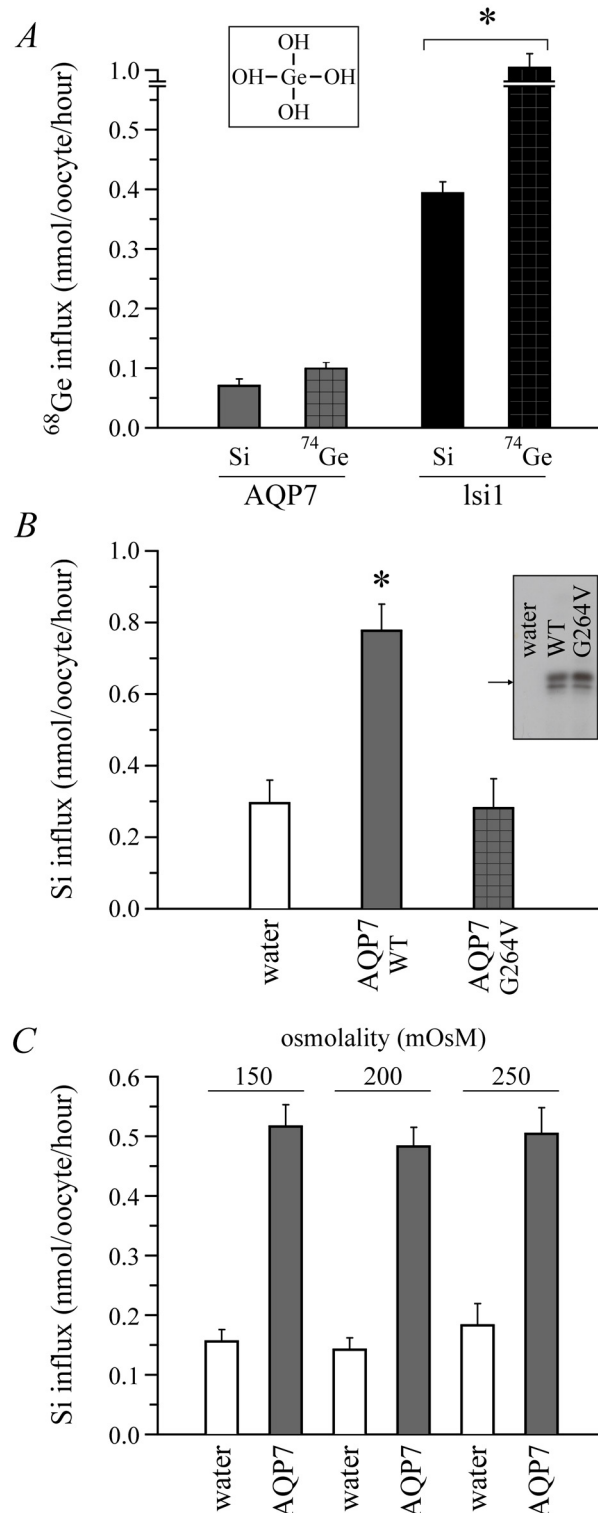 A
*
OH
OH–Ge–OH
OH
1.0
0.5
0.4
0.3
0.2
0.1
0.0
⁶⁸Ge influx (nmol/oocyte/hour)
Si ⁷⁴Ge Si ⁷⁴Ge
AQP7 lsi1
B
1.0
0.8
0.6
0.4
0.2
0.0
Si influx (nmol/oocyte/hour)
*
water
WT
G264V
water
AQP7
WT
AQP7
G264V
C
osmolality (mOsM)
150 200 250
0.6
0.5
0.4
0.3
0.2
0.1
0.0
Si influx (nmol/oocyte/hour)
water
AQP7
water
AQP7
water
AQP7